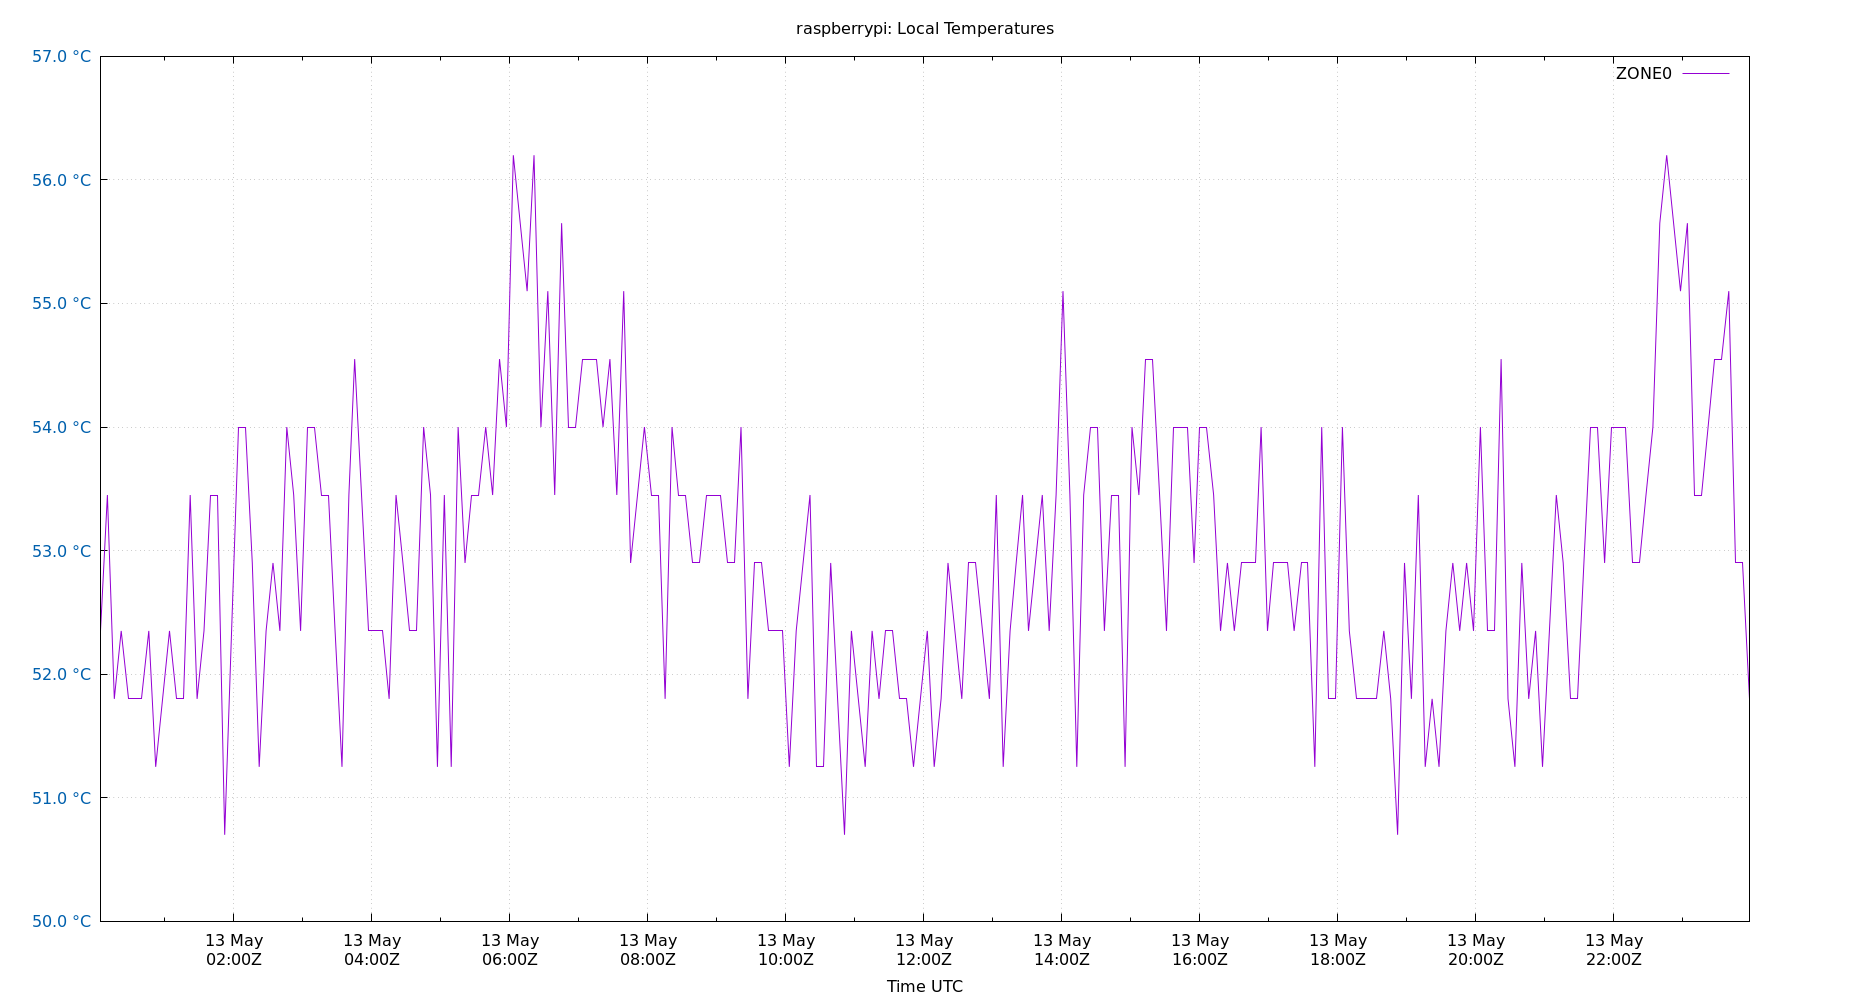 raspberrypi: Local Temperatures
57.0 °C
ZONE0
56.0 °C
55.0 °C
54.0 °C
53.0 °C
52.0 °C
51.0 °C
50.0 °C
13 May 13 May 13 May 13 May 13 May 13 May 13 May 13 May 13 May 13 May 13 May
02:00Z 04:00Z 06:00Z 08:00Z 10:00Z 12:00Z 14:00Z 16:00Z 18:00Z 20:00Z 22:00Z
Time UTC